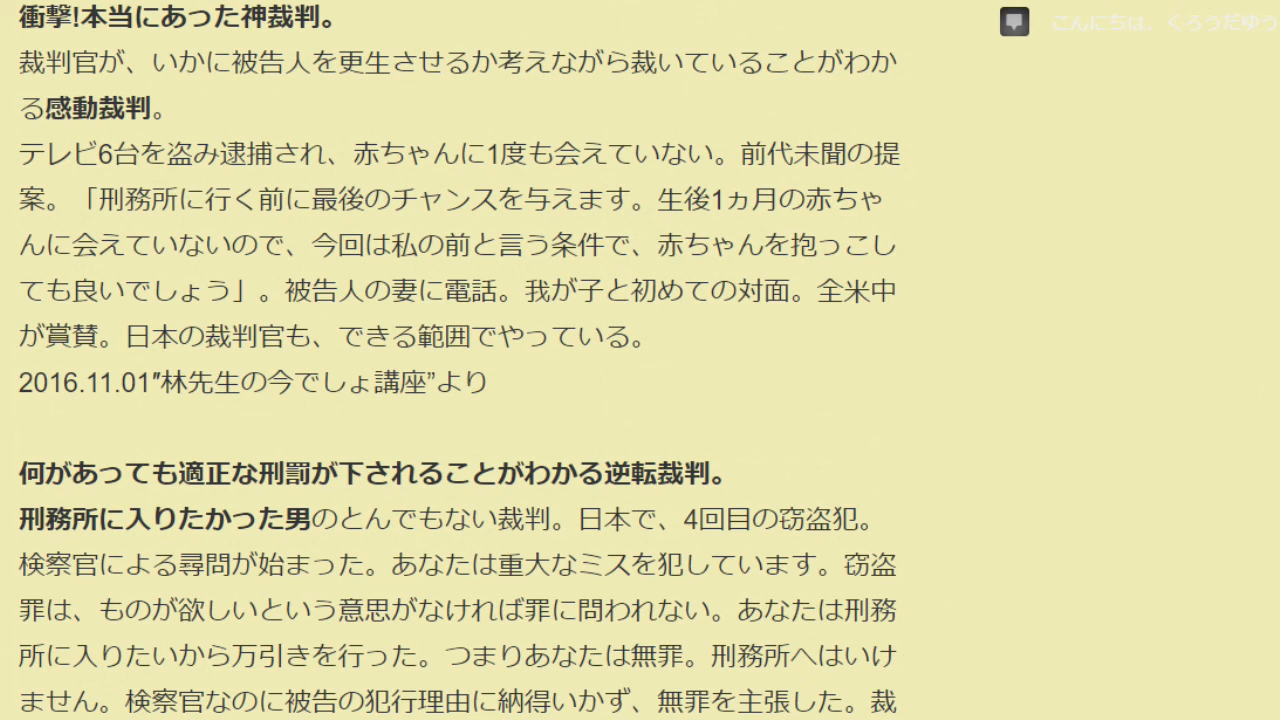 衝撃!本当にあった神裁判。
裁判官が、いかに被告人を更生させるか考えながら裁いていることがわか
る感動裁判。
テレビ6台を盗み逮捕され、赤ちゃんに1度も会えていない。前代未聞の提
案。「刑務所に行く前に最後のチャンスを与えます。生後1ヵ月の赤ちゃ
んに会えていないので、今回は私の前と言う条件で、赤ちゃんを抱っこし
ても良いでしょう」。被告人の妻に電話。我が子と初めての対面。全米中
が賞賛。日本の裁判官も、できる範囲でやっている。
2016.11.01″林先生の今でしょ講座”より
何があっても適正な刑罰が下されることがわかる逆転裁判。
刑務所に入りたかった男のとんでもない裁判。日本で、4回目の窃盗犯。
検察官による尋問が始まった。あなたは重大なミスを犯しています。窃盗
罪は、ものが欲しいという意思がなければ罪に問われない。あなたは刑務
所に入りたいから万引きを行った。つまりあなたは無罪。刑務所へはいけ
ません。検察官なのに被告の犯行理由に納得いかず、無罪を主張した。裁
こんにちは、くろうだゆう